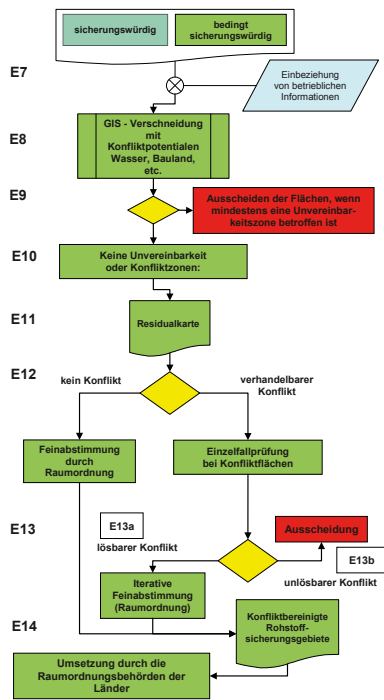 sicherungswürdig
bedingt
sicherungswürdig
E7
Einbeziehung
von betrieblichen
Informationen
E8
GIS - Verschneidung
mit
Konfliktpotentialen
Wasser, Bauland,
etc.
E9
Ausscheiden der Flächen, wenn
mindestens eine Unvereinbar-
keitszone betroffen ist
E10
Keine Unvereinbarkeit
oder Konfliktzonen:
E11
Residualkarte
E12
kein Konflikt
verhandelbarer
Konflikt
Feinabstimmung
durch
Raumordnung
Einzelfallprüfung
bei Konfliktflächen
E13
E13a
lösbarer Konflikt
Ausscheidung
E13b
unlösbarer Konflikt
Iterative
Feinabstimmung
(Raumordnung)
E14
Konfliktbereinigte
Rohstoff-
sicherungsgebiete
Umsetzung durch die
Raumordnungsbehörden der
Länder